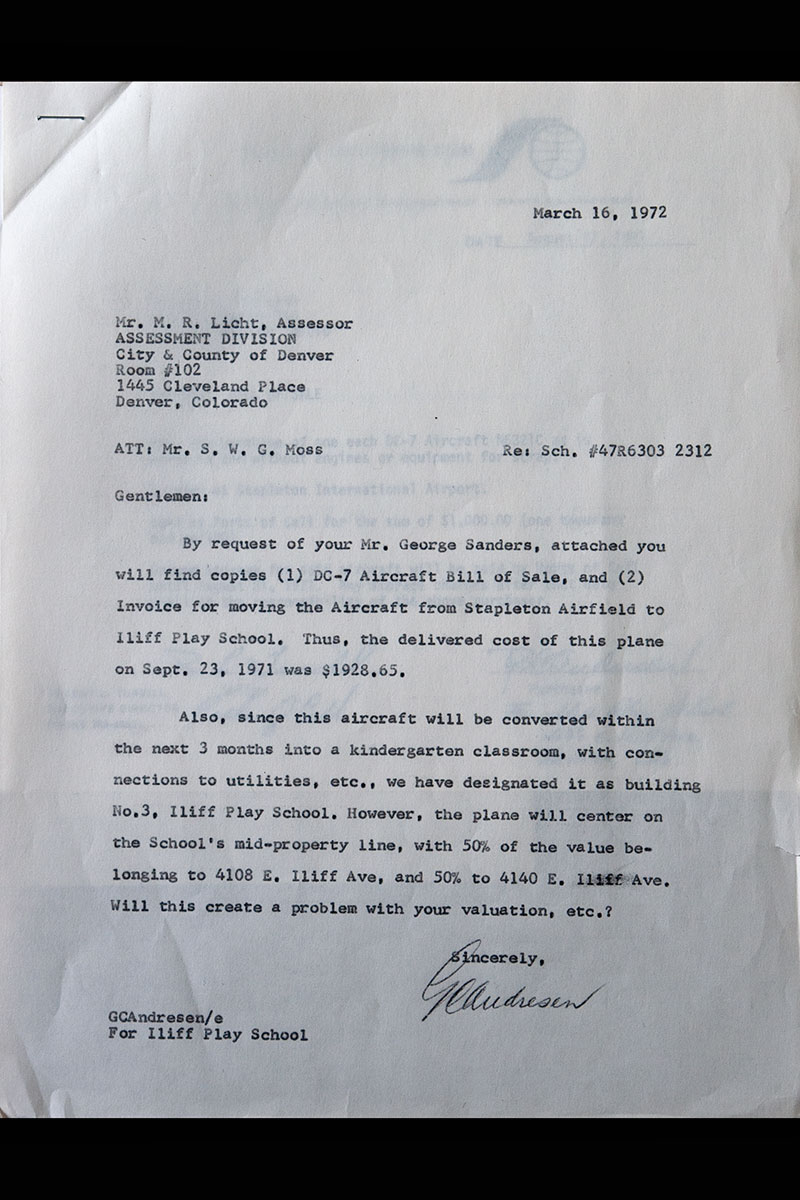 March 16, 1972
Mr. M. R. Licht, Assessor
ASSESSMENT DIVISION
City & County of Denver
Room #102
1445 Cleveland Place
Denver, Colorado
ATT: Mr. S. W. G. Moss Re: Sch. #47R6303 2312
Gentlemen:
By request of your Mr. George Sanders, attached you
will find copies (1) DC-7 Aircraft Bill of Sale, and (2)
Invoice for moving the Aircraft from Stapleton Airfield to
Iliff Play School. Thus, the delivered cost of this plane
on Sept. 23, 1971 was $1928.65.
Also, since this aircraft will be converted within
the next 3 months into a kindergarten classroom, with con-
nections to utilities, etc., we have designated it as building
No.3, Iliff Play School. However, the plane will center on
the School's mid-property line, with 50% of the value be-
longing to 4108 E. Iliff Ave, and 50% to 4140 E. Iliff Ave.
Will this create a problem with your valuation, etc.?
Sincerely,
GCAndresen
GCAndresen/e
For Iliff Play School